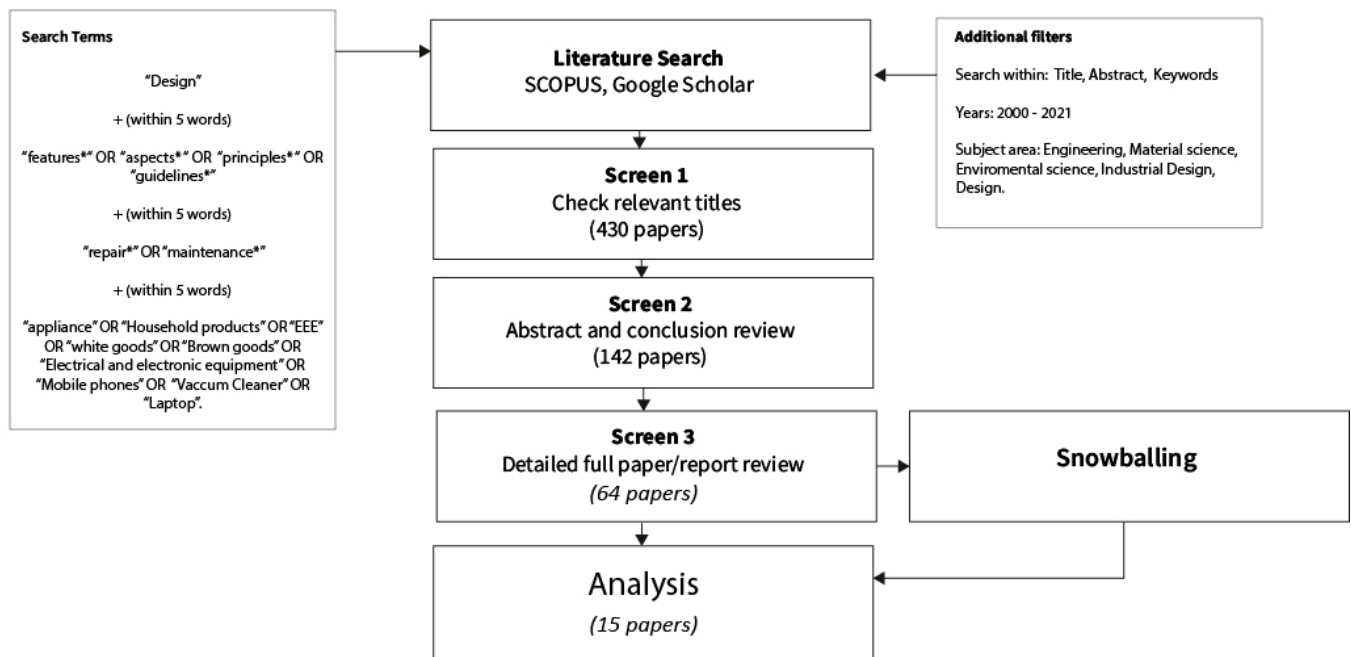 Search Terms
“Design”
+ (within 5 words)
“features*“ OR “aspects*“ OR “principles*“ OR
“guidelines*”
+ (within 5 words)
“repair*“ OR “maintenance*”
+ (within 5 words)
“appliance” OR “Household products” OR “EEE”
OR “white goods” OR “Brown goods” OR
“Electrical and electronic equipment” OR
“Mobile phones” OR “Vaccum Cleaner” OR
“Laptop”.
Literature Search
SCOPUS, Google Scholar
Additional filters
Search within: Title, Abstract, Keywords
Years: 2000 - 2021
Subject area: Engineering, Material science,
Enviromental science, Industrial Design,
Design.
Screen 1
Check relevant titles
(430 papers)
Screen 2
Abstract and conclusion review
(142 papers)
Screen 3
Detailed full paper/report review
(64 papers)
Snowballing
Analysis
(15 papers)